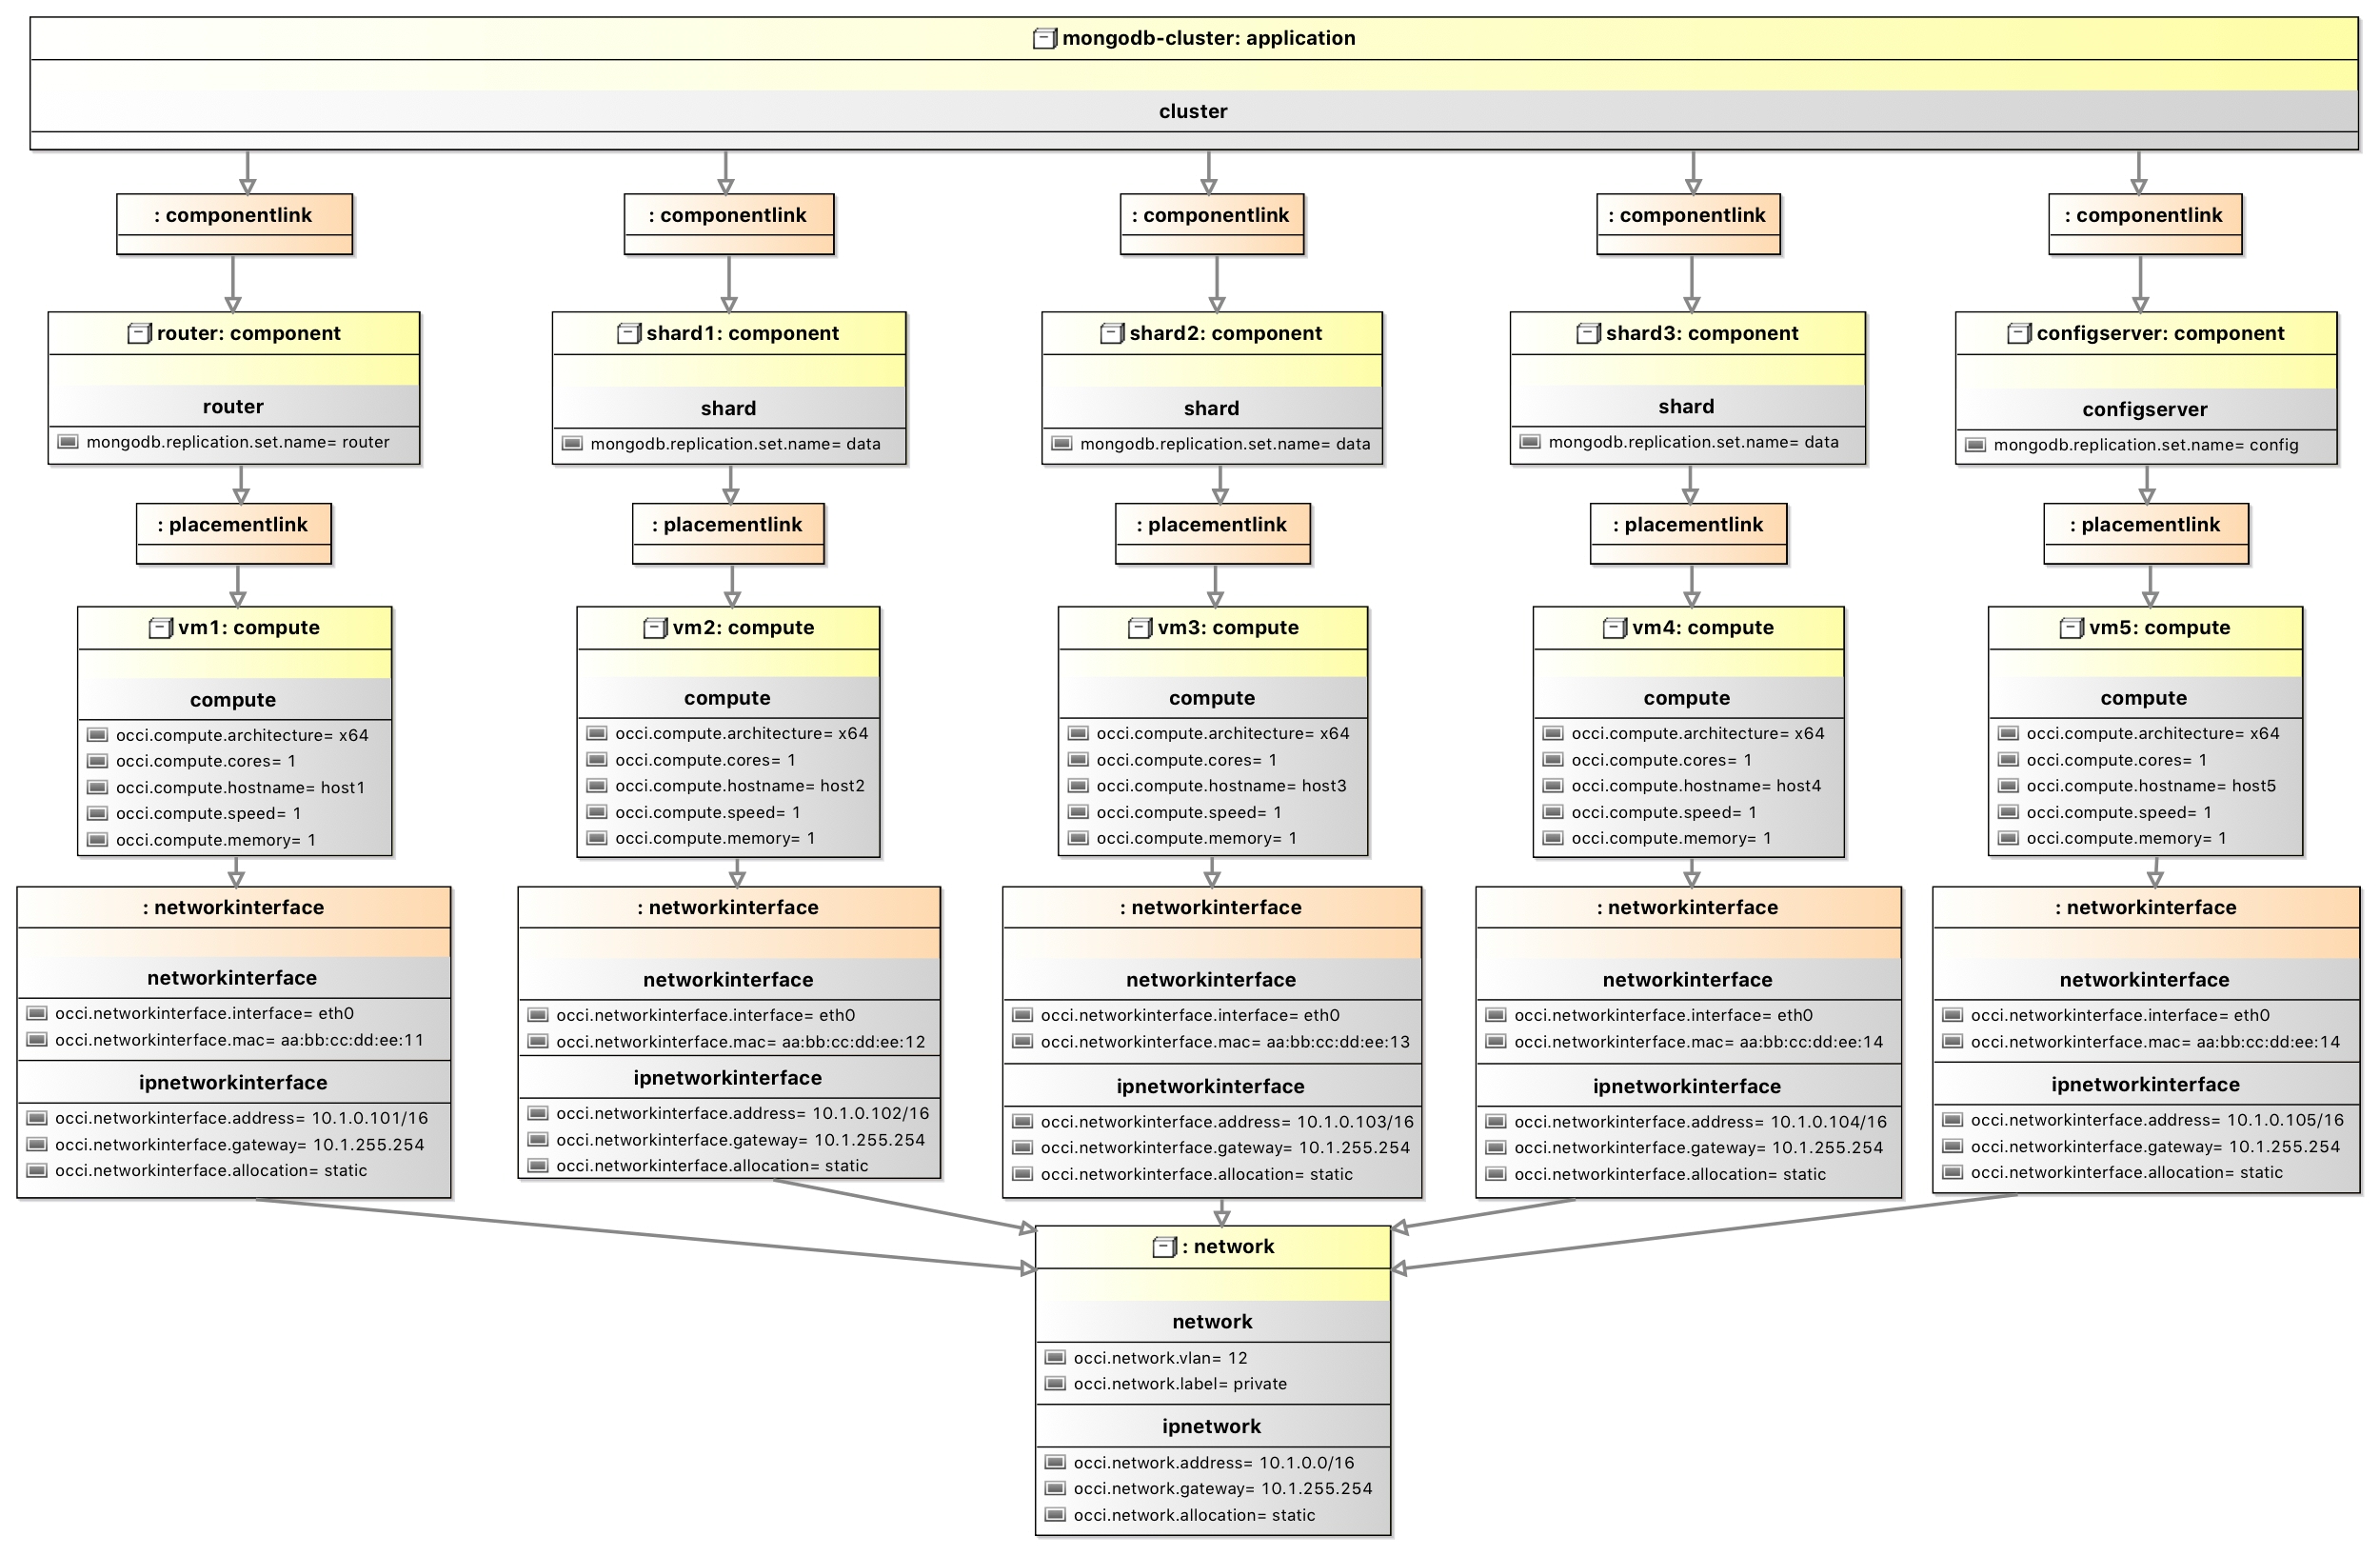 mongodb-cluster: application
cluster
: componentlink
: componentlink
: componentlink
: componentlink
: componentlink
router: component
router
mongodb.replication.set.name= router
shard1: component
shard
mongodb.replication.set.name= data
shard2: component
shard
mongodb.replication.set.name= data
shard3: component
shard
mongodb.replication.set.name= data
configserver: component
configserver
mongodb.replication.set.name= config
: placementlink
: placementlink
: placementlink
: placementlink
: placementlink
vm1: compute
compute
occi.compute.architecture= x64
occi.compute.cores= 1
occi.compute.hostname= host1
occi.compute.speed= 1
occi.compute.memory= 1
vm2: compute
compute
occi.compute.architecture= x64
occi.compute.cores= 1
occi.compute.hostname= host2
occi.compute.speed= 1
occi.compute.memory= 1
vm3: compute
compute
occi.compute.architecture= x64
occi.compute.cores= 1
occi.compute.hostname= host3
occi.compute.speed= 1
occi.compute.memory= 1
vm4: compute
compute
occi.compute.architecture= x64
occi.compute.cores= 1
occi.compute.hostname= host4
occi.compute.speed= 1
occi.compute.memory= 1
vm5: compute
compute
occi.compute.architecture= x64
occi.compute.cores= 1
occi.compute.hostname= host5
occi.compute.speed= 1
occi.compute.memory= 1
: networkinterface
networkinterface
occi.networkinterface.interface= eth0
occi.networkinterface.mac= aa:bb:cc:dd:ee:11
ipnetworkinterface
occi.networkinterface.address= 10.1.0.101/16
occi.networkinterface.gateway= 10.1.255.254
occi.networkinterface.allocation= static
: networkinterface
networkinterface
occi.networkinterface.interface= eth0
occi.networkinterface.mac= aa:bb:cc:dd:ee:12
ipnetworkinterface
occi.networkinterface.address= 10.1.0.102/16
occi.networkinterface.gateway= 10.1.255.254
occi.networkinterface.allocation= static
: networkinterface
networkinterface
occi.networkinterface.interface= eth0
occi.networkinterface.mac= aa:bb:cc:dd:ee:13
ipnetworkinterface
occi.networkinterface.address= 10.1.0.103/16
occi.networkinterface.gateway= 10.1.255.254
occi.networkinterface.allocation= static
: networkinterface
networkinterface
occi.networkinterface.interface= eth0
occi.networkinterface.mac= aa:bb:cc:dd:ee:14
ipnetworkinterface
occi.networkinterface.address= 10.1.0.104/16
occi.networkinterface.gateway= 10.1.255.254
occi.networkinterface.allocation= static
: networkinterface
networkinterface
occi.networkinterface.interface= eth0
occi.networkinterface.mac= aa:bb:cc:dd:ee:14
ipnetworkinterface
occi.networkinterface.address= 10.1.0.105/16
occi.networkinterface.gateway= 10.1.255.254
occi.networkinterface.allocation= static
: network
network
occi.network.vlan= 12
occi.network.label= private
ipnetwork
occi.network.address= 10.1.0.0/16
occi.network.gateway= 10.1.255.254
occi.network.allocation= static